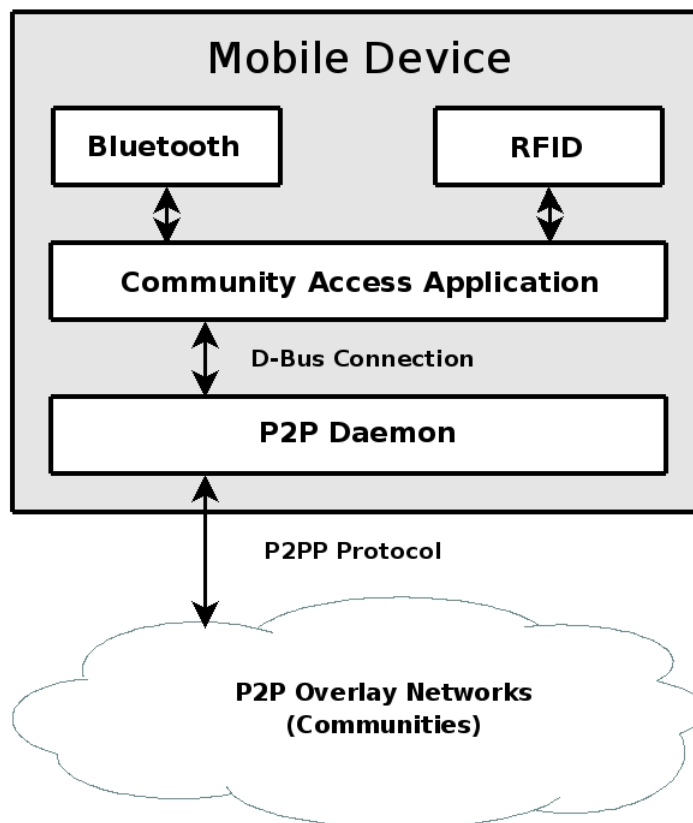 Mobile Device
Bluetooth
RFID
Community Access Application
D-Bus Connection
P2P Daemon
P2PP Protocol
P2P Overlay Networks
(Communities)